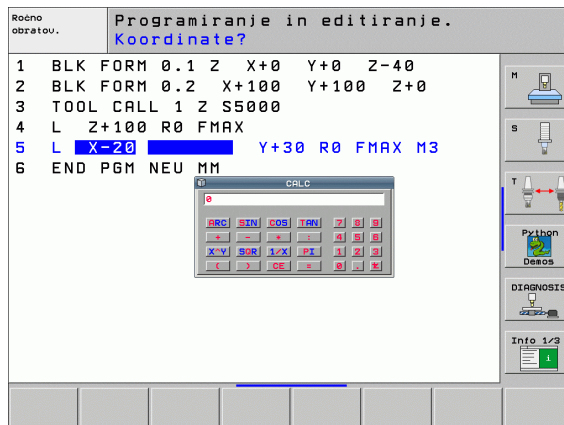 Ročno
obratov.
Programiranje in editiranje.
Koordinate?
1 BLK FORM 0.1 Z X+0 Y+0 Z-40
2 BLK FORM 0.2 X+100 Y+100 Z+0
3 TOOL CALL 1 Z S5000
4 L Z+100 R0 FMAX
5 L X-20 Y+30 R0 FMAX M3
6 END PGM NEU MM
CALC
0
ARC SIN COS TAN 7 8 9
+ - * : 4 5 6
X^Y SQR 1/X PI 1 2 3
( ) CE = 0 .
M
S
T
Python
Demos
DIAGNOSIS
Info 1/3
i